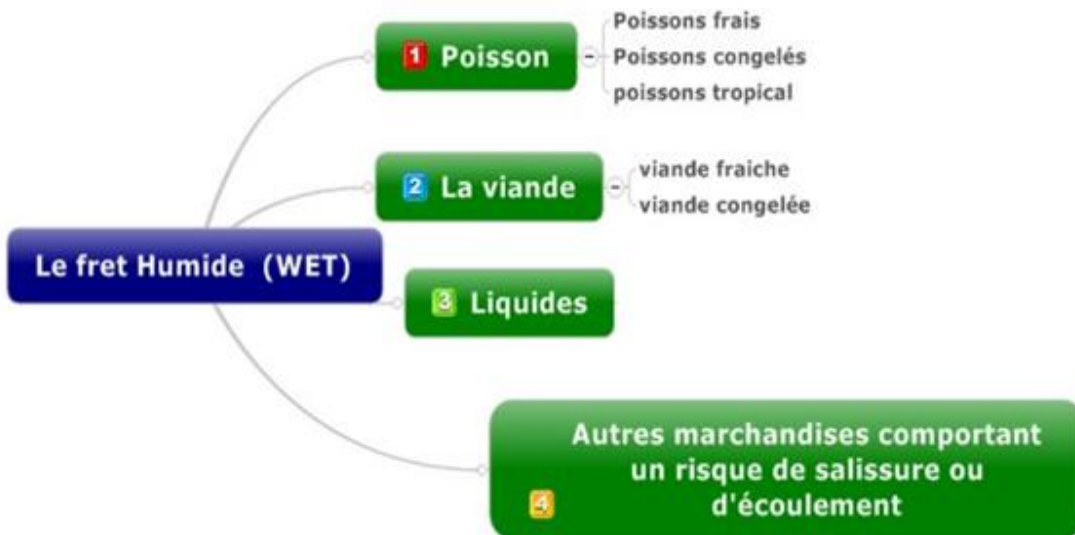 Le fret Humide (WET)
1 Poisson
Poissons frais
Poissons congelés
poissons tropical
2 La viande
viande fraiche
viande congelée
3 Liquides
4 Autres marchandises comportant
un risque de salissure ou
d'écoulement